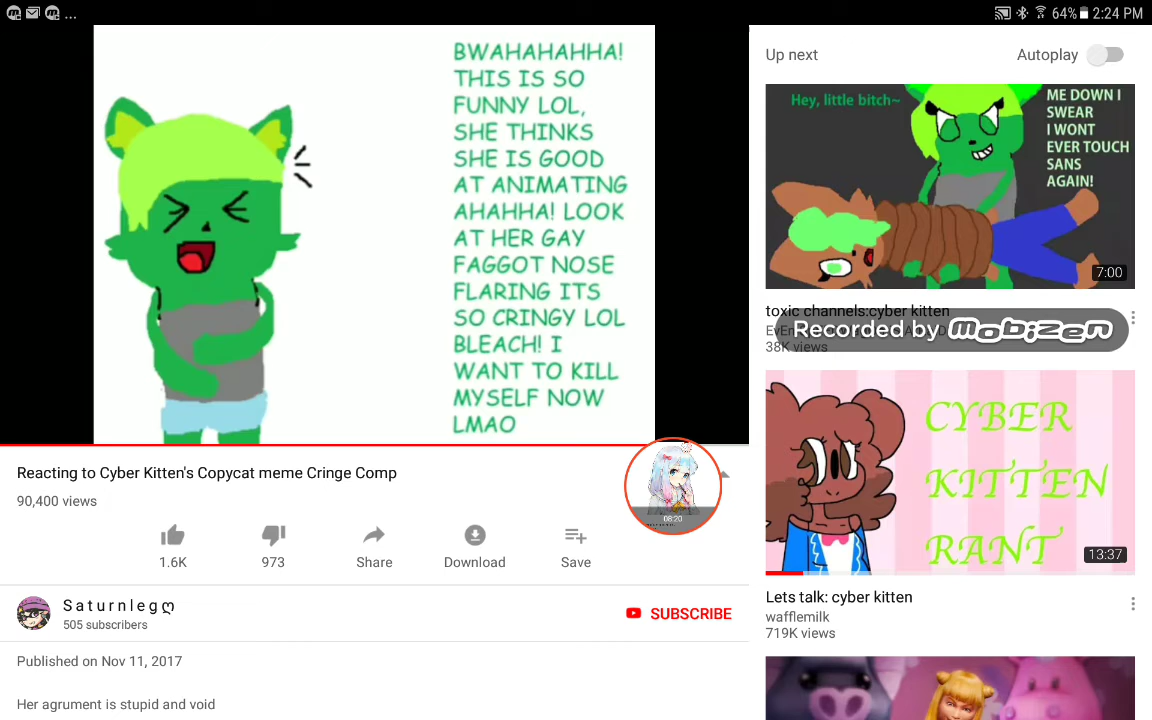 ... 64% 2:24 PM
BWAHAHAHHA!
THIS IS SO
FUNNY LOL,
SHE THINKS
SHE IS GOOD
AT ANIMATING
AHAHHA! LOOK
AT HER GAY
FAGGOT NOSE
FLARING ITS
SO CRINGY LOL
BLEACH! I
WANT TO KILL
MYSELF NOW
LMAO
Reacting to Cyber Kitten's Copycat meme Cringe Comp
90,400 views
08:20
1.6K 973 Share Download Save
Saturnlegღ
505 subscribers
SUBSCRIBE
Published on Nov 11, 2017
Her agrument is stupid and void
Up next Autoplay
Hey, little bitch~
ME DOWN I
SWEAR
I WONT
EVER TOUCH
SANS
AGAIN!
7:00
toxic channels:cyber kitten
Recorded by mobizen
38K views
CYBER
KITTEN
RANT
13:37
Lets talk: cyber kitten
wafflemilk
719K views